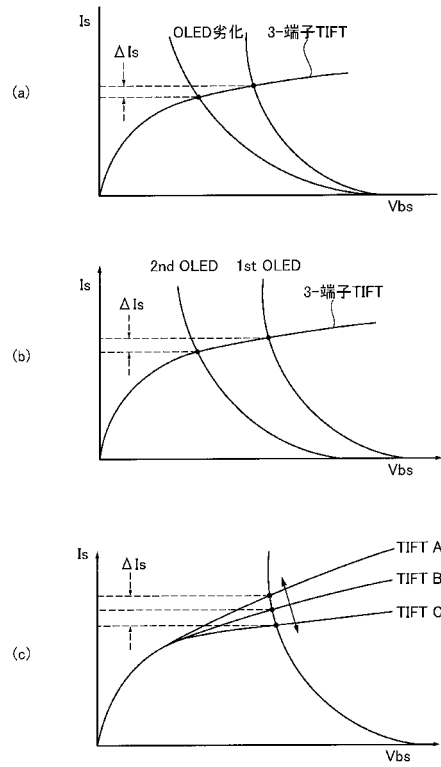 Is
OLED劣化
3-端子TIFT
ΔIs
(a)
Vbs
Is
2nd OLED
1st OLED
3-端子TIFT
ΔIs
(b)
Vbs
Is
TIFT A
ΔIs
TIFT B
TIFT C
(c)
Vbs